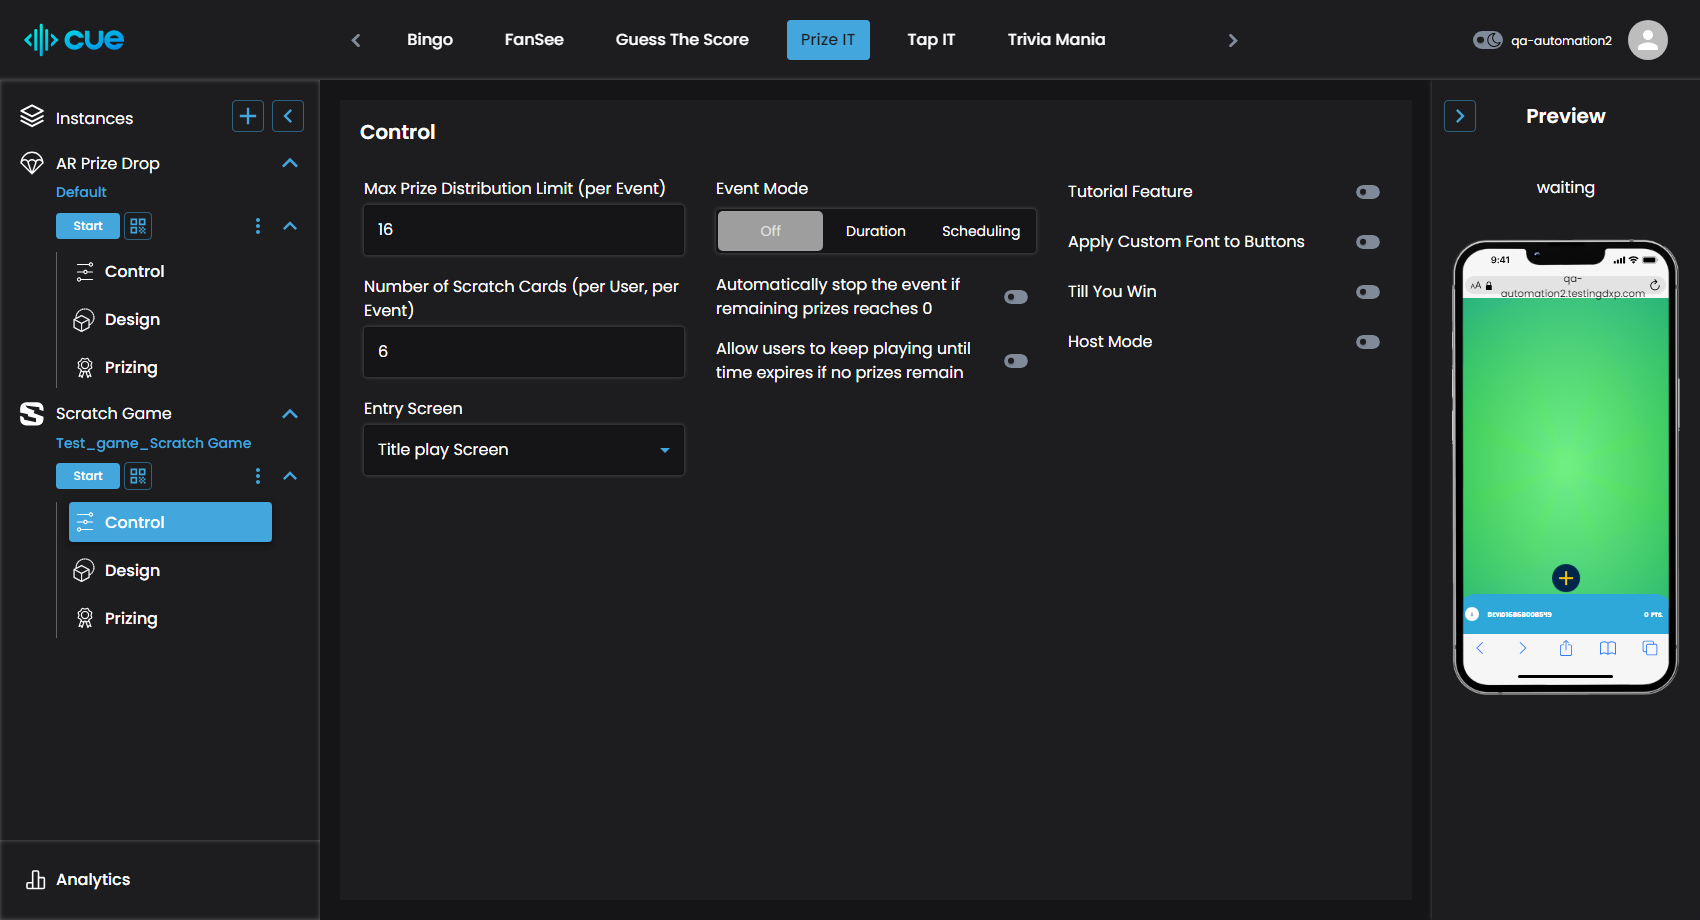 cue
Bingo
FanSee
Guess The Score
Prize IT
Tap IT
Trivia Mania
qa-automation2
Instances
AR Prize Drop
Default
Start
Control
Design
Prizing
Scratch Game
Test_game_Scratch Game
Start
Control
Design
Prizing
Analytics
Control
Max Prize Distribution Limit (per Event)
16
Number of Scratch Cards (per User, per
Event)
6
Entry Screen
Title play Screen
Event Mode
Off
Duration
Scheduling
Automatically stop the event if
remaining prizes reaches 0
Allow users to keep playing until
time expires if no prizes remain
Tutorial Feature
Apply Custom Font to Buttons
Till You Win
Host Mode
Preview
waiting
9:41
AA
qa-
automation2.testingdxp.com
0 PTS.